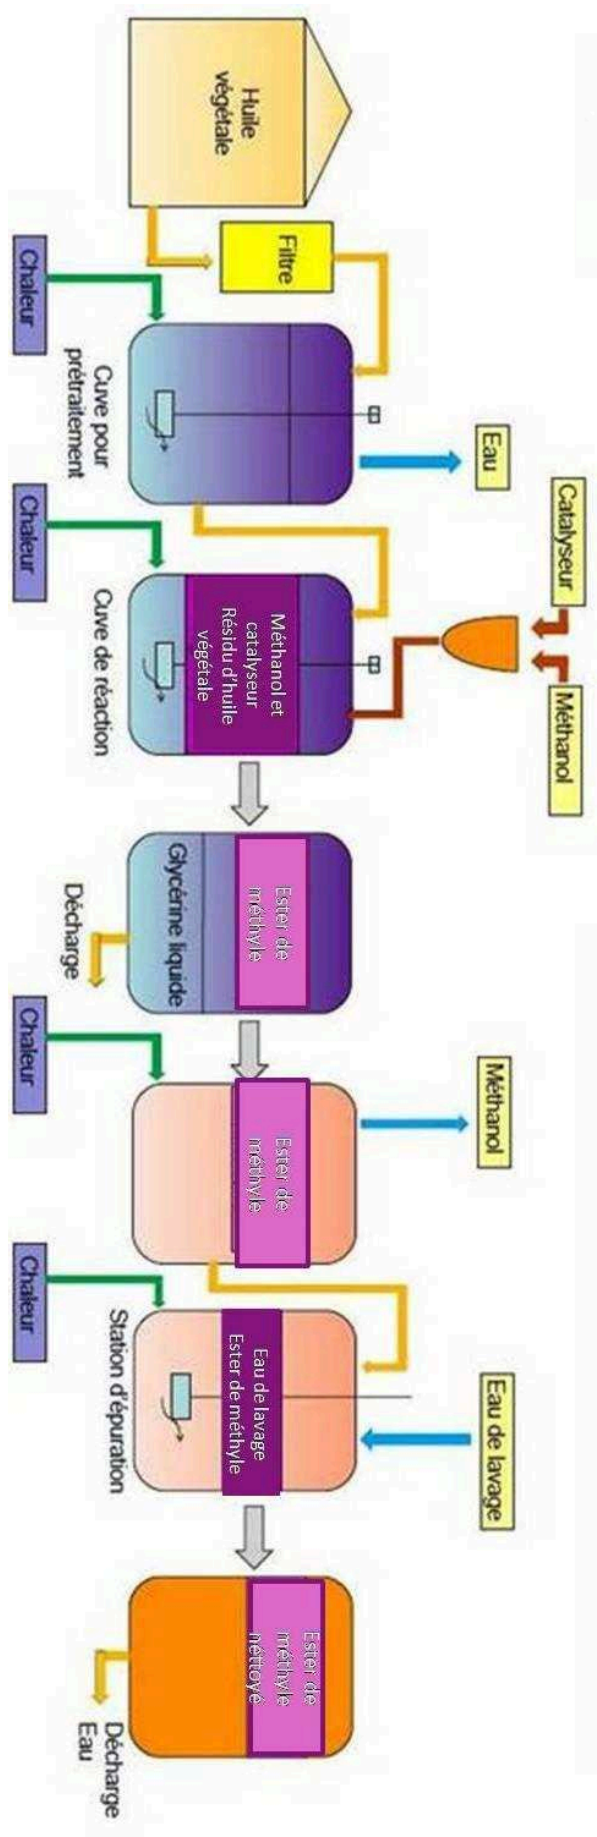 Huile
végétale
Filtre
Chaleur
Cuve pour
prétraitement
Eau
Chaleur
Catalyseur
Méthanol
Méthanol et
catalyseur
Résidu d'huile
végétale
Cuve de réaction
Ester de
méthyle
Glycérine liquide
Décharge
Chaleur
Méthanol
Ester de
méthyle
Chaleur
Eau de lavage
Eau de lavage
Ester de méthyle
Station d'épuration
Ester de
méthyle
nettoyé
Décharge
Eau